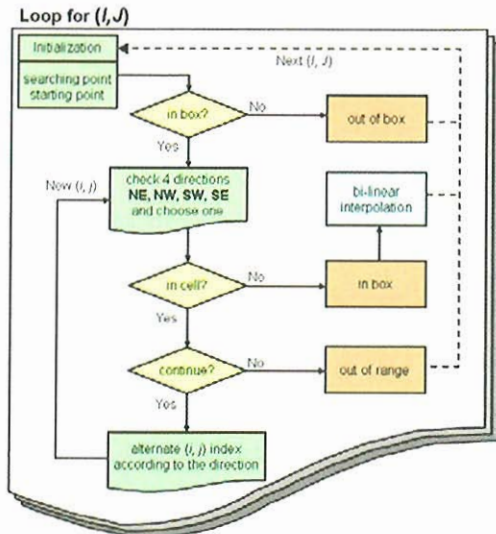 Loop for (I,J)
Initialization
searching point
starting point
Next (I, J)
in box?
No
out of box
Yes
New (i, j)
check 4 directions
NE, NW, SW, SE
and choose one
bi-linear
interpolation
in cell?
No
in box
Yes
continue?
No
out of range
Yes
alternate (i, j) index
according to the direction